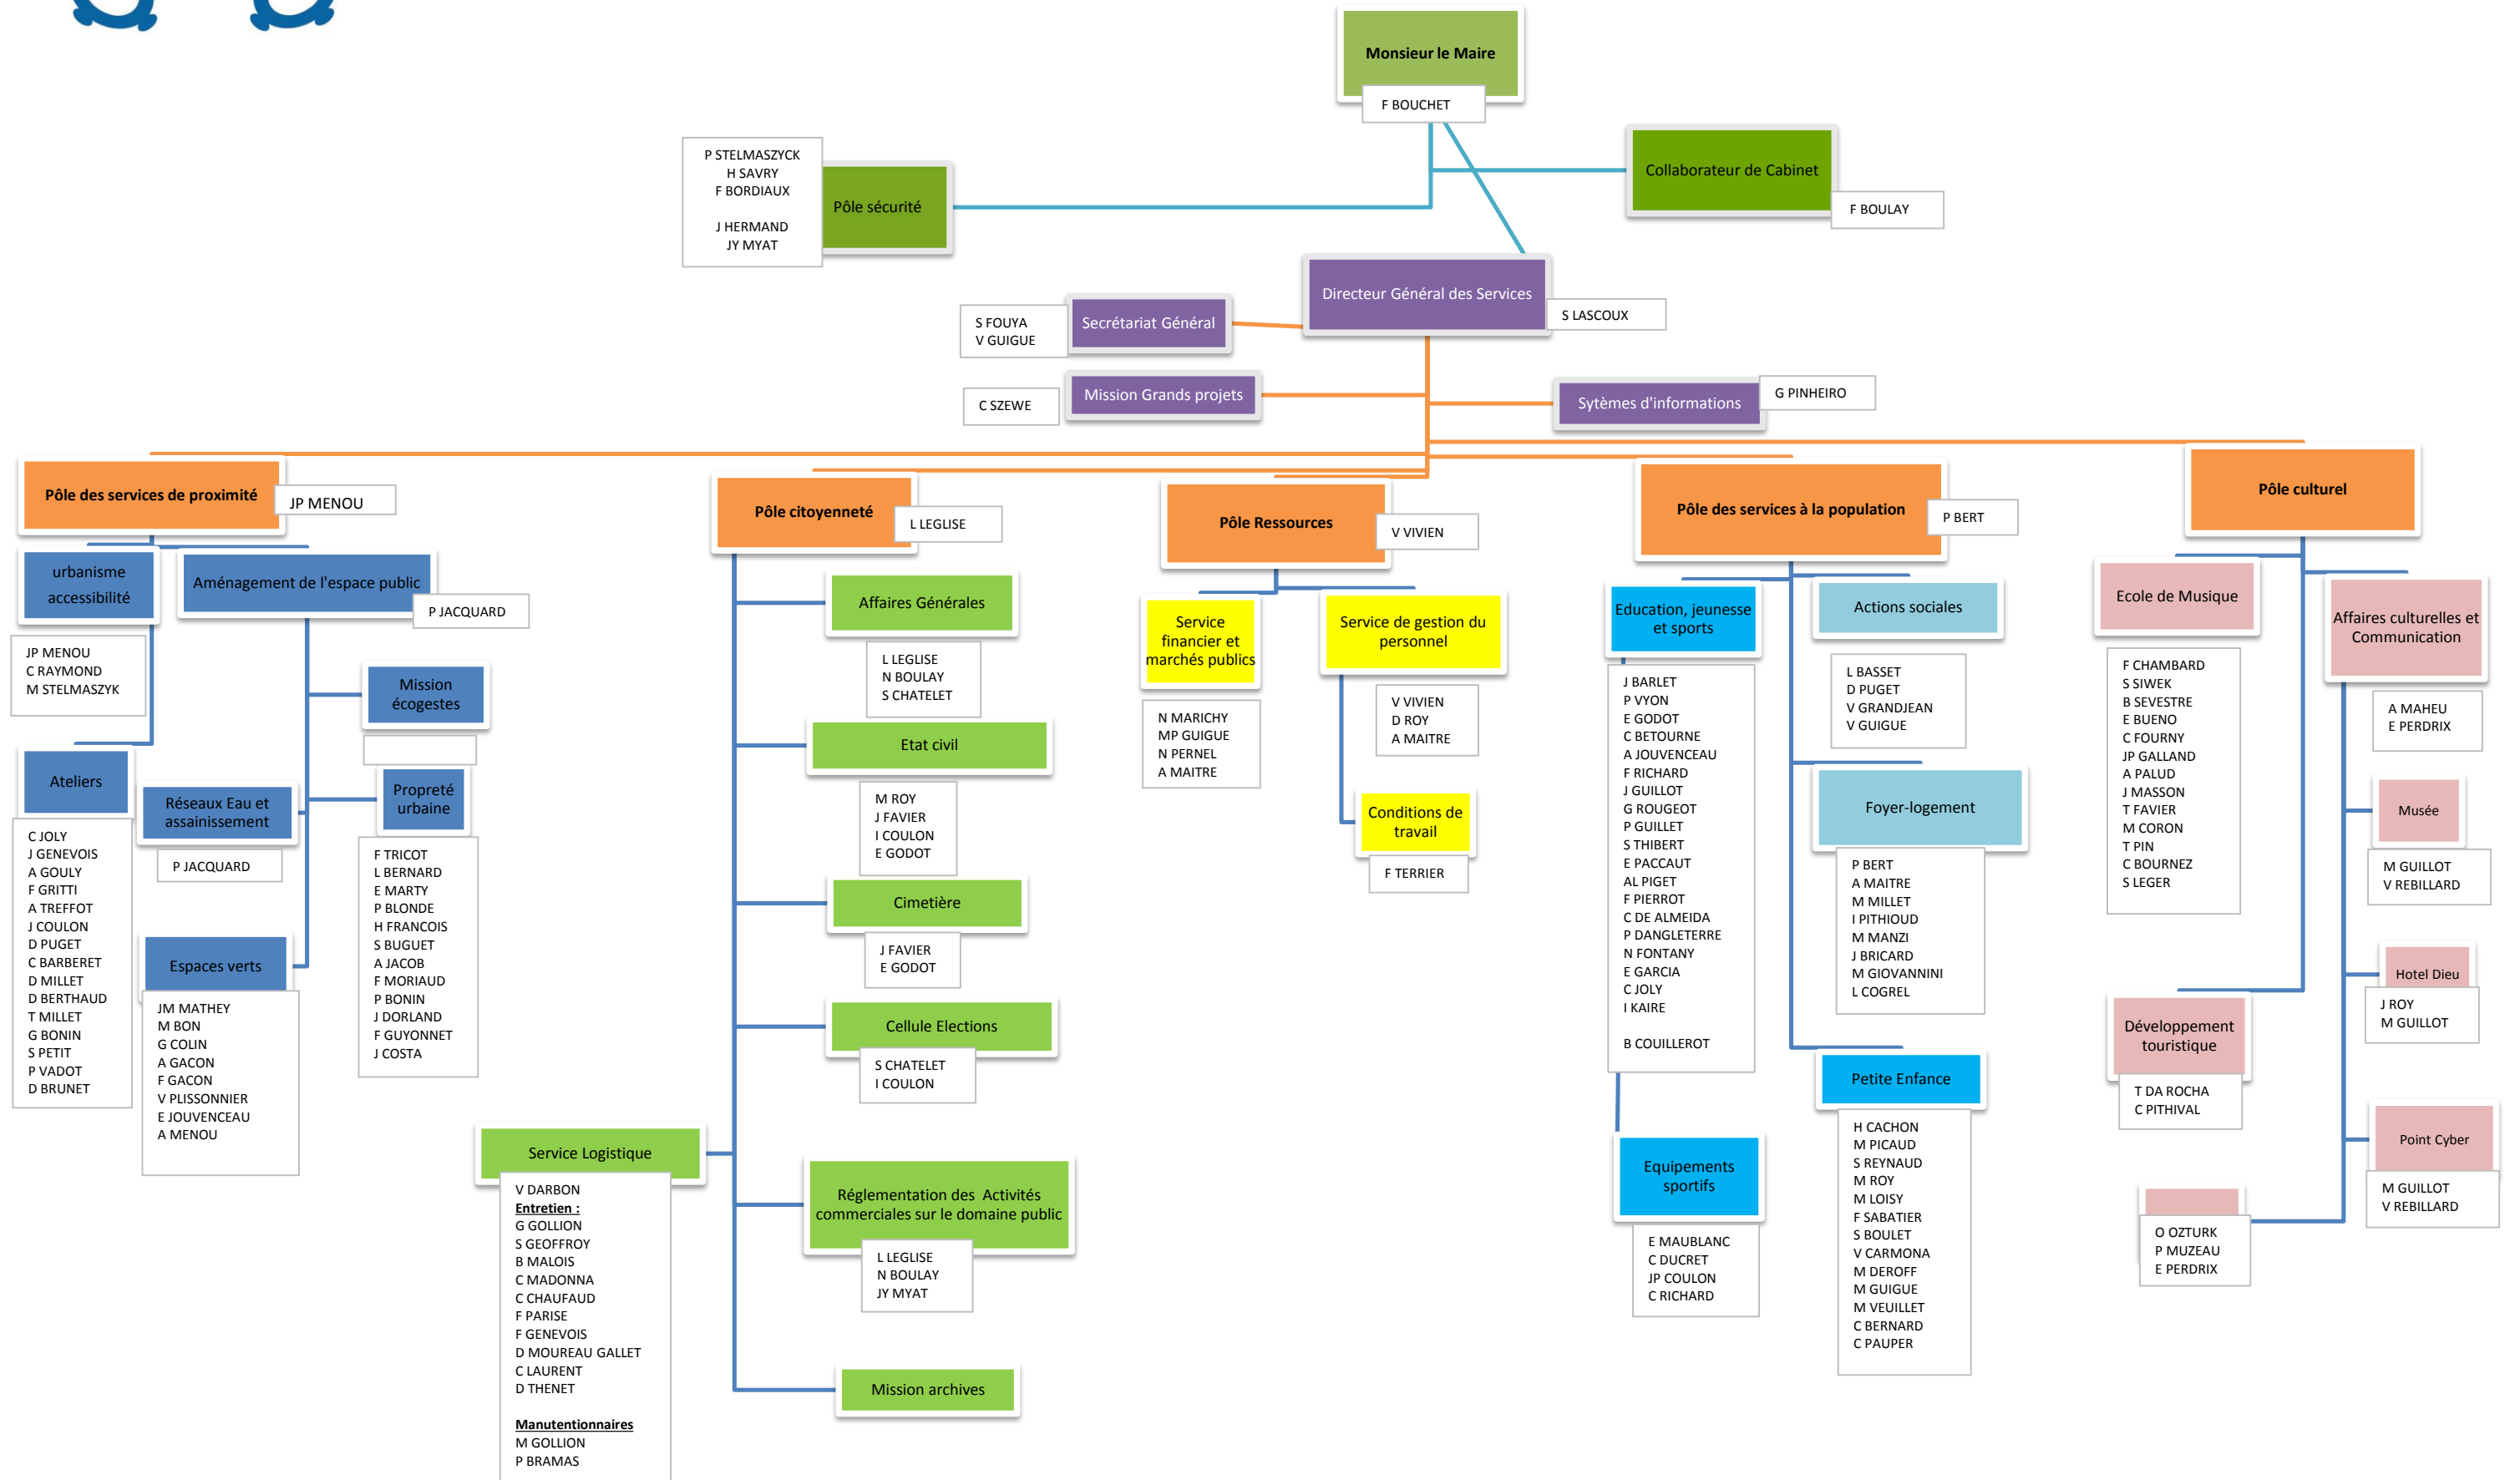 Monsieur le Maire
F BOUCHET
P STELMASZYCK
H SAVRY
F BORDIAUX
J HERMAND
JY MYAT
Pôle sécurité
Collaborateur de Cabinet
F BOULAY
Directeur Général des Services
S LASCOUX
S FOUYA
V GUIGUE
Secrétariat Général
C SZEWE
Mission Grands projets
Sytèmes d'informations
G PINHEIRO
Pôle des services de proximité
JP MENOU
urbanisme
accessibilité
JP MENOU
C RAYMOND
M STELMASZYK
Aménagement de l'espace public
P JACQUARD
Mission
écogestes
Ateliers
C JOLY
J GENEVOIS
A GOULY
F GRITTI
A TREFFOT
J COULON
D PUGET
C BARBERET
D MILLET
D BERTHAUD
T MILLET
G BONIN
S PETIT
P VADOT
D BRUNET
Réseaux Eau et
assainissement
P JACQUARD
Propreté
urbaine
F TRICOT
L BERNARD
E MARTY
P BLONDE
H FRANCOIS
S BUGUET
A JACOB
F MORIAUD
P BONIN
J DORLAND
F GUYONNET
J COSTA
Espaces verts
JM MATHEY
M BON
G COLIN
A GACON
F GACON
V PLISSONNIER
E JOUVENCEAU
A MENOU
Pôle citoyenneté
L LEGLISE
Affaires Générales
L LEGLISE
N BOULAY
S CHATELET
Etat civil
M ROY
J FAVIER
I COULON
E GODOT
Cimetière
J FAVIER
E GODOT
Cellule Elections
S CHATELET
I COULON
Service Logistique
V DARBON
Entretien :
G GOLLION
S GEOFFROY
B MALOIS
C MADONNA
C CHAUFAUD
F PARISE
F GENEVOIS
D MOUREAU GALLET
C LAURENT
D THENET
Manutentionnaires
M GOLLION
P BRAMAS
Réglementation des Activités
commerciales sur le domaine public
L LEGLISE
N BOULAY
JY MYAT
Mission archives
Pôle Ressources
V VIVIEN
Service
financier et
marchés publics
N MARICHY
MP GUIGUE
N PERNEL
A MAITRE
Service de gestion du
personnel
V VIVIEN
D ROY
A MAITRE
Conditions de
travail
F TERRIER
Pôle des services à la population
P BERT
Education, jeunesse
et sports
J BARLET
P VYON
E GODOT
C BETOURNE
A JOUVENCEAU
F RICHARD
J GUILLOT
G ROUGEOT
P GUILLET
S THIBERT
E PACCAUT
AL PIGET
F PIERROT
C DE ALMEIDA
P DANGLETERRE
N FONTANY
E GARCIA
C JOLY
I KAIRE
B COUILLEROT
Equipements
sportifs
E MAUBLANC
C DUCRET
JP COULON
C RICHARD
Actions sociales
L BASSET
D PUGET
V GRANDJEAN
V GUIGUE
Foyer-logement
P BERT
A MAITRE
M MILLET
I PITHIOUD
M MANZI
J BRICARD
M GIOVANNINI
L COGREL
Petite Enfance
H CACHON
M PICAUD
S REYNAUD
M ROY
M LOISY
F SABATIER
S BOULET
V CARMONA
M DEROFF
M GUIGUE
M VEUILLET
C BERNARD
C PAUPER
Pôle culturel
Ecole de Musique
F CHAMBARD
S SIWEK
B SEVESTRE
E BUENO
C FOURNY
JP GALLAND
A PALUD
J MASSON
T FAVIER
M CORON
T PIN
C BOURNEZ
S LEGER
Affaires culturelles et
Communication
A MAHEU
E PERDRIX
Musée
M GUILLOT
V REBILLARD
Hotel Dieu
J ROY
M GUILLOT
Développement
touristique
T DA ROCHA
C PITHIVAL
Point Cyber
M GUILLOT
V REBILLARD
O OZTURK
P MUZEAU
E PERDRIX